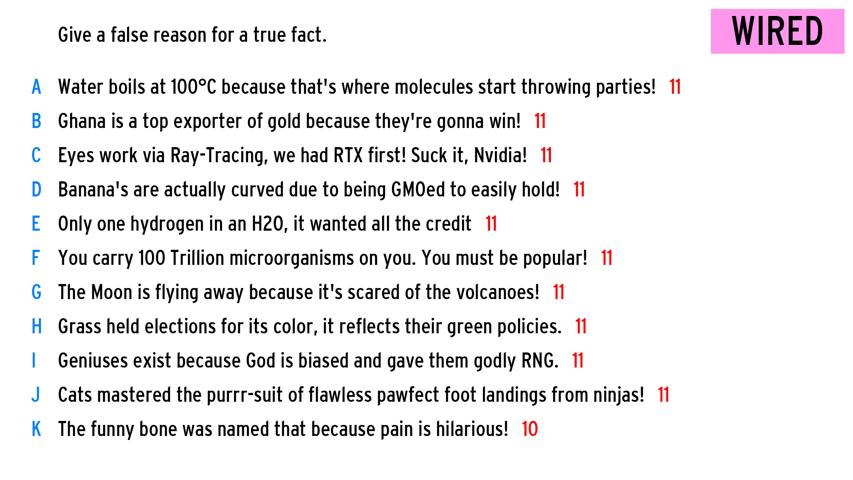 Give a false reason for a true fact.
WIRED
A Water boils at 100°C because that's where molecules start throwing parties! 11
B Ghana is a top exporter of gold because they're gonna win! 11
C Eyes work via Ray-Tracing, we had RTX first! Suck it, Nvidia! 11
D Banana's are actually curved due to being GMOed to easily hold! 11
E Only one hydrogen in an H20, it wanted all the credit 11
F You carry 100 Trillion microorganisms on you. You must be popular! 11
G The Moon is flying away because it's scared of the volcanoes! 11
H Grass held elections for its color, it reflects their green policies. 11
I Geniuses exist because God is biased and gave them godly RNG. 11
J Cats mastered the purrr-suit of flawless pawfect foot landings from ninjas! 11
K The funny bone was named that because pain is hilarious! 10